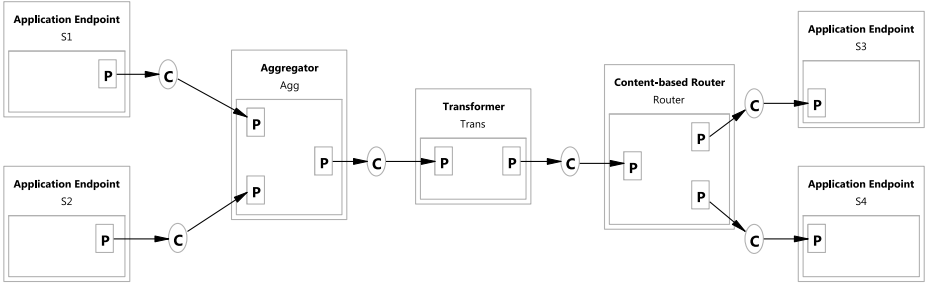 Application Endpoint
S1
P
C
Application Endpoint
S2
P
C
Aggregator
Agg
P
P
P
C
Transformer
Trans
P
P
C
Content-based Router
Router
P
P
P
C
C
Application Endpoint
S3
P
Application Endpoint
S4
P